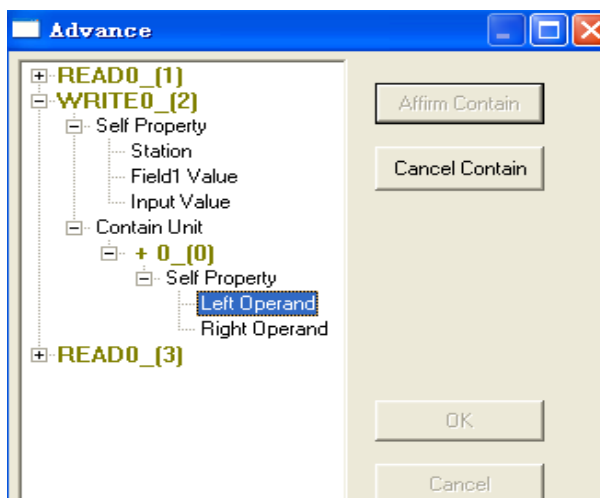 Advance
READ0_(1)
WRITE0_(2)
Self Property
Station
Field1 Value
Input Value
Contain Unit
+ 0_(0)
Self Property
Left Operand
Right Operand
READ0_(3)
Affirm Contain
Cancel Contain
OK
Cancel